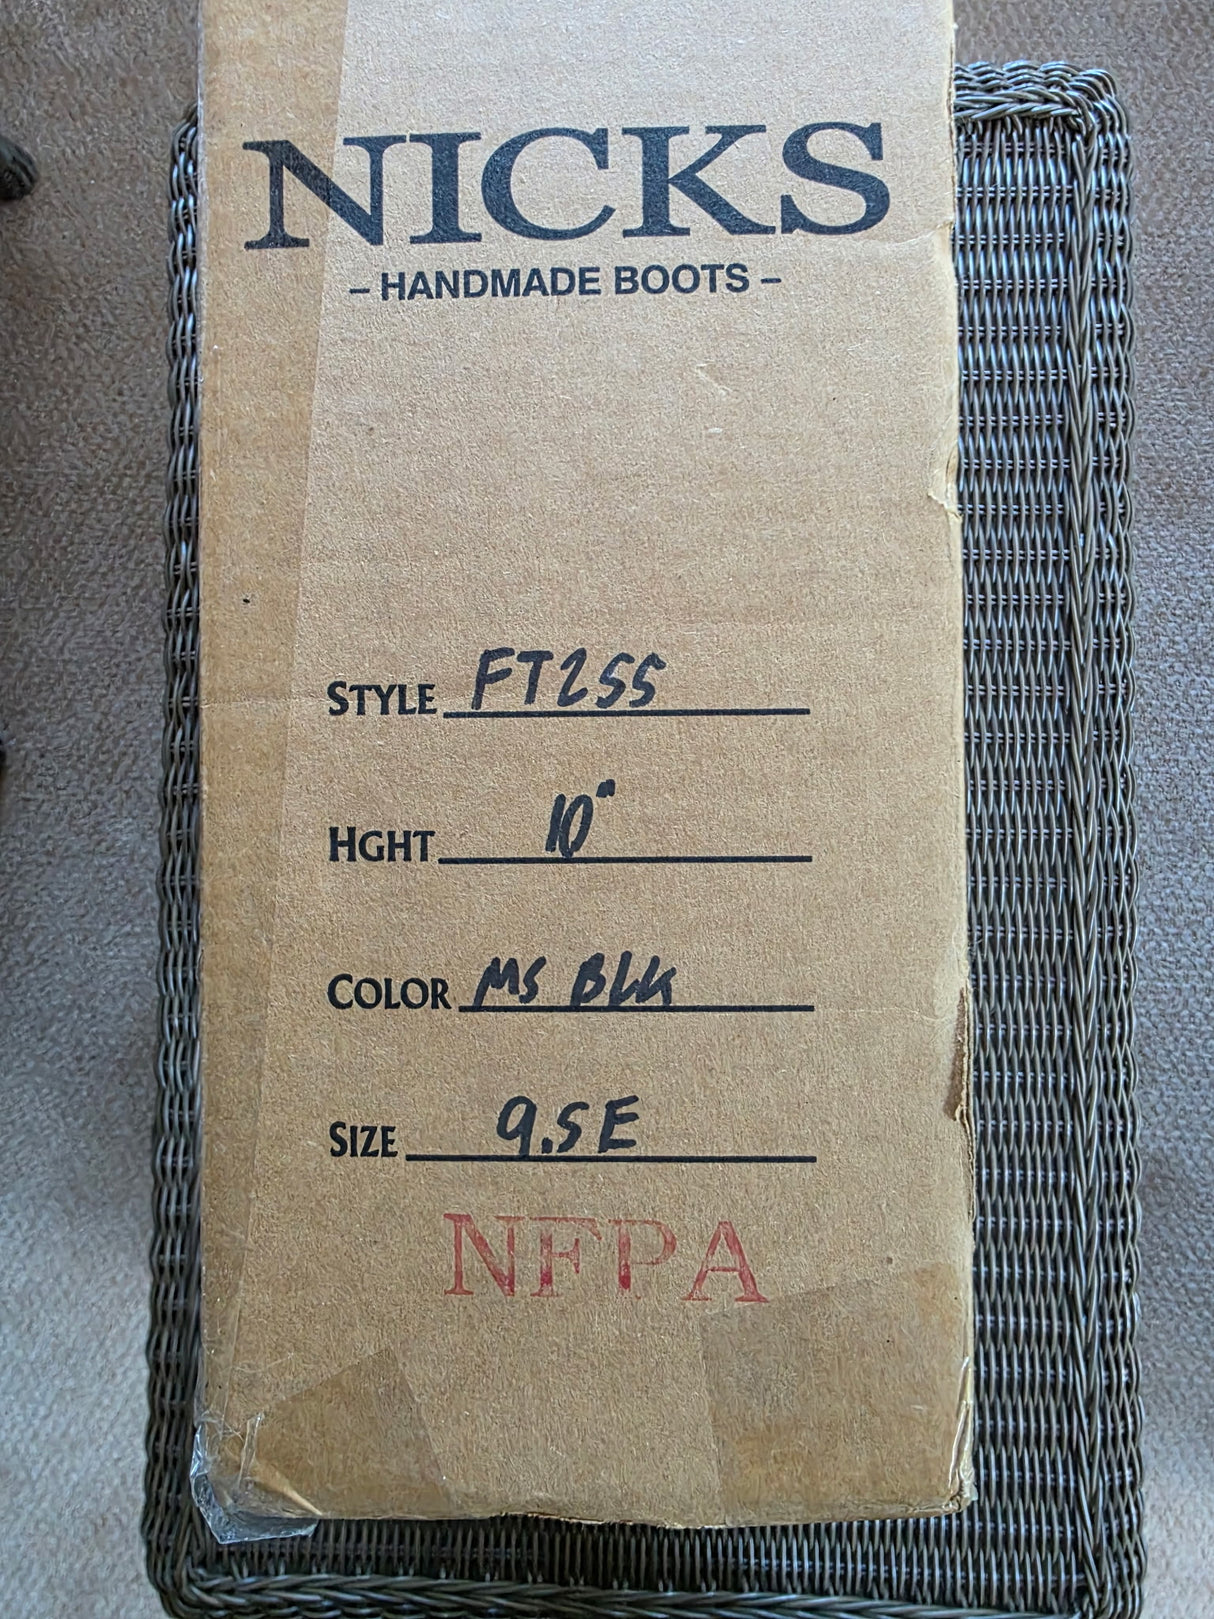 NICKS
– HANDMADE BOOTS –
STYLE FT255
HGHT 10"
COLOR MS BLK
SIZE 9.5E
NFPA